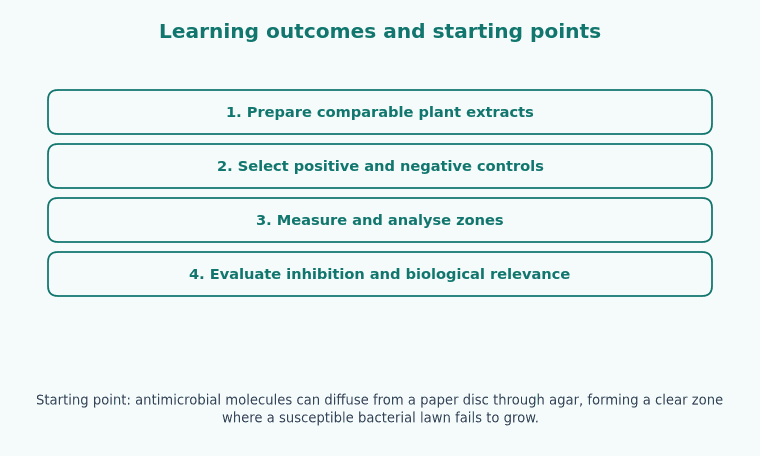 Learning outcomes and starting points
1. Prepare comparable plant extracts
2. Select positive and negative controls
3. Measure and analyse zones
4. Evaluate inhibition and biological relevance
Starting point: antimicrobial molecules can diffuse from a paper disc through agar, forming a clear zone
where a susceptible bacterial lawn fails to grow.